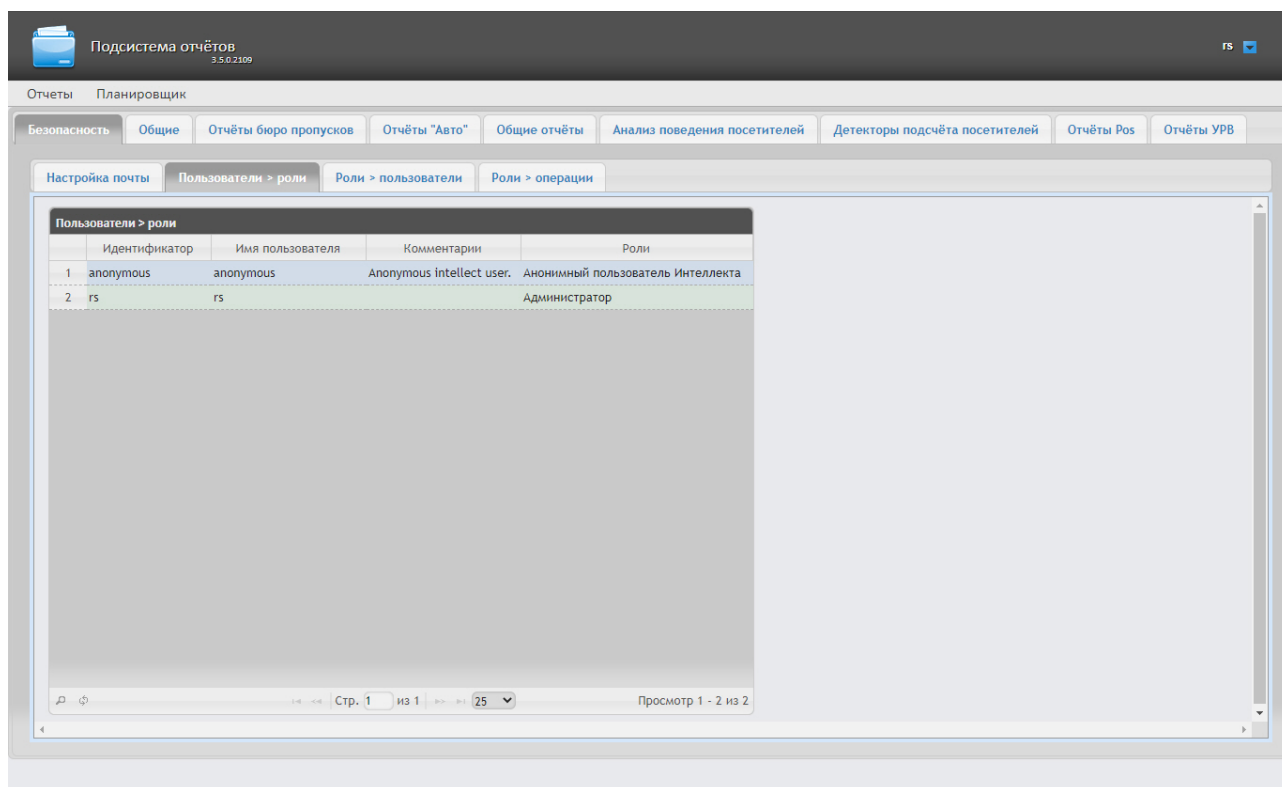 Подсистема отчётов
3.5.0.2109
rs
Отчеты Планировщик
Безопасность Общие Отчёты бюро пропусков Отчёты "Авто" Общие отчёты Анализ поведения посетителей Детекторы подсчёта посетителей Отчёты Pos Отчёты УРВ
Настройка почты Пользователи > роли Роли > пользователи Роли > операции
Пользователи > роли
Идентификатор Имя пользователя Комментарии Роли
1 anonymous anonymous Anonymous intellect user. Анонимный пользователь Интеллекта
2 rs rs Администратор
Стр. 1 из 1 25 Просмотр 1 - 2 из 2